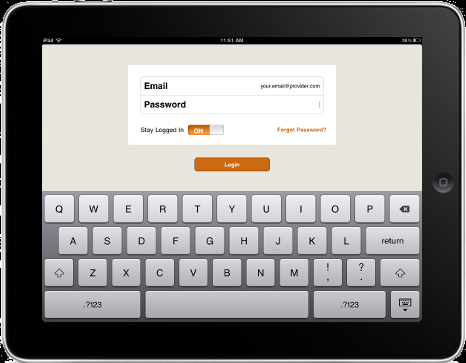 iPad 11:51 AM 38%
Email your.email@provider.com
Password
Stay Logged In ON Forgot Password?
Login
Q W E R T Y U I O P
A S D F G H J K L return
Z X C V B N M ! , ? .
.?123 .?123